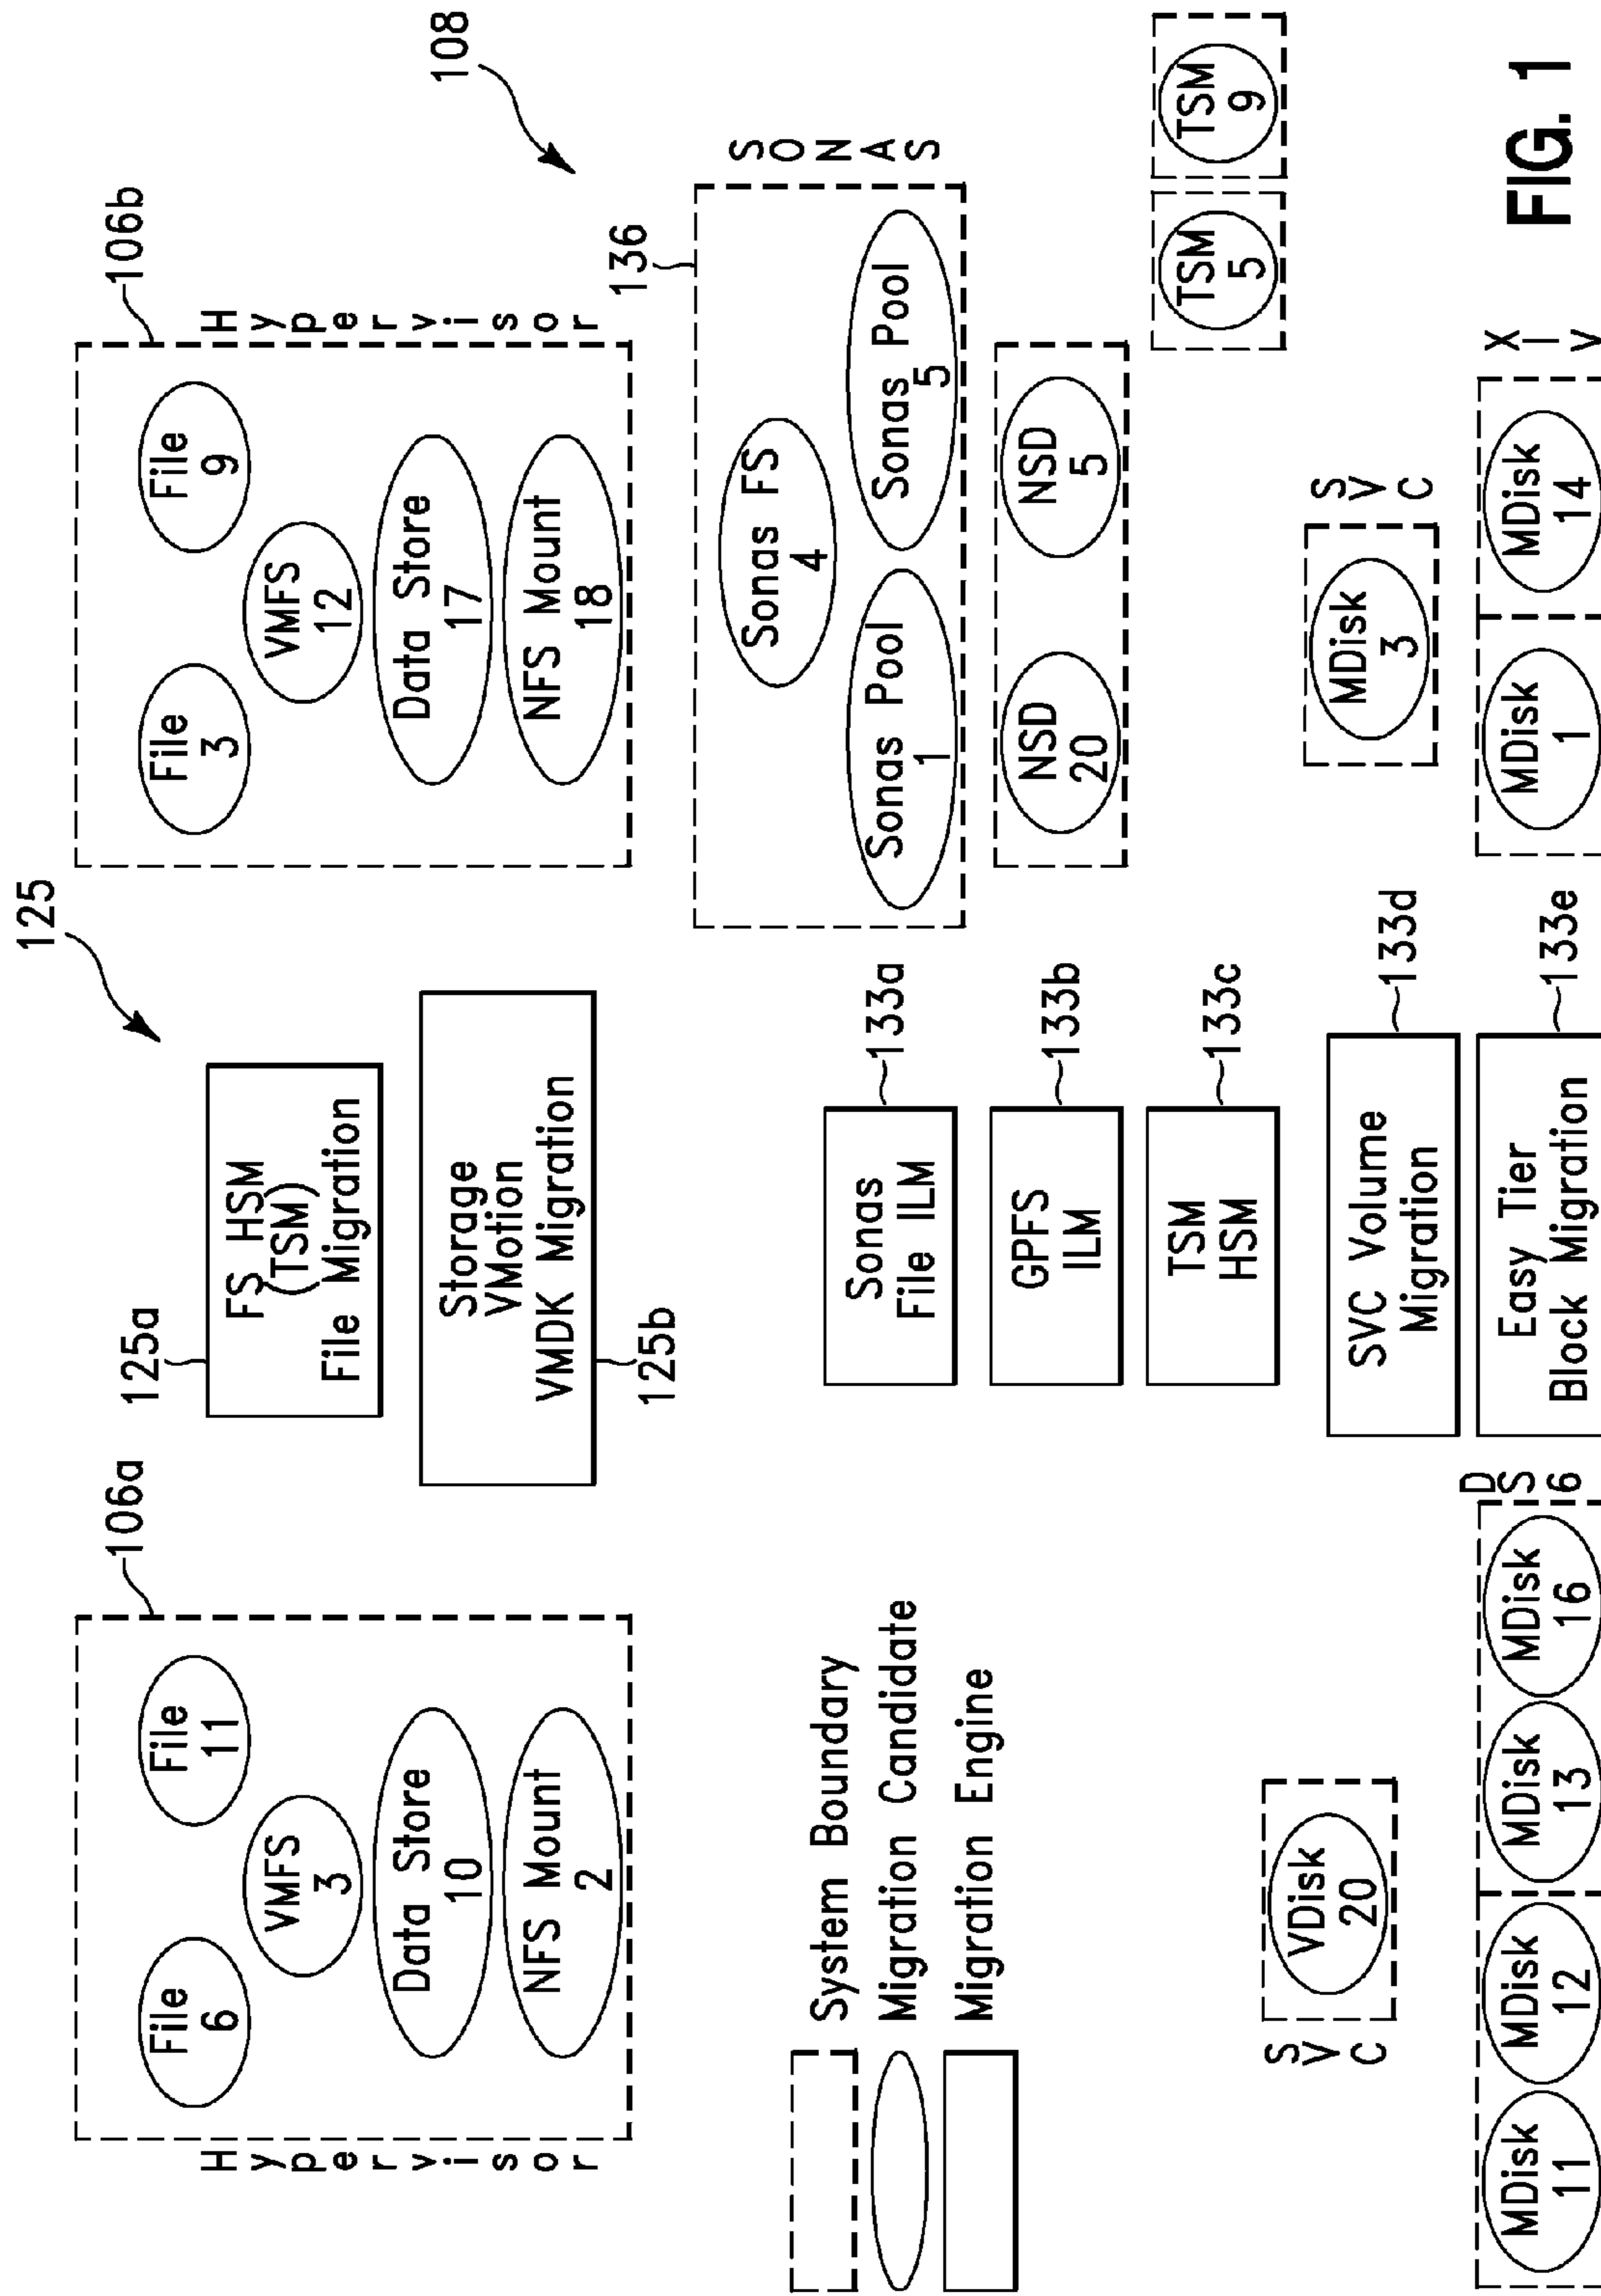 106a
Hypervisor
File
6
File
11
VMFS
3
Data Store
10
NFS Mount
2
125
125a
FS HSM
(TSM)
File Migration
Storage
VMotion
VMDK Migration
125b
106b
Hypervisor
File
3
File
9
VMFS
12
Data Store
17
NFS Mount
18
108
System Boundary
Migration Candidate
Migration Engine
Sonas
File ILM
133a
GPFS
ILM
133b
TSM
HSM
133c
136
SONAS
Sonas FS
4
Sonas Pool
1
Sonas Pool
5
NSD
20
NSD
5
TSM
5
TSM
9
SVC
VDisk
20
SVC Volume
Migration
133d
MDisk
3
SVC
MDisk
11
MDisk
12
MDisk
13
MDisk
16
DS6
Easy Tier
Block Migration
133e
MDisk
1
MDisk
14
XIV
FIG. 1